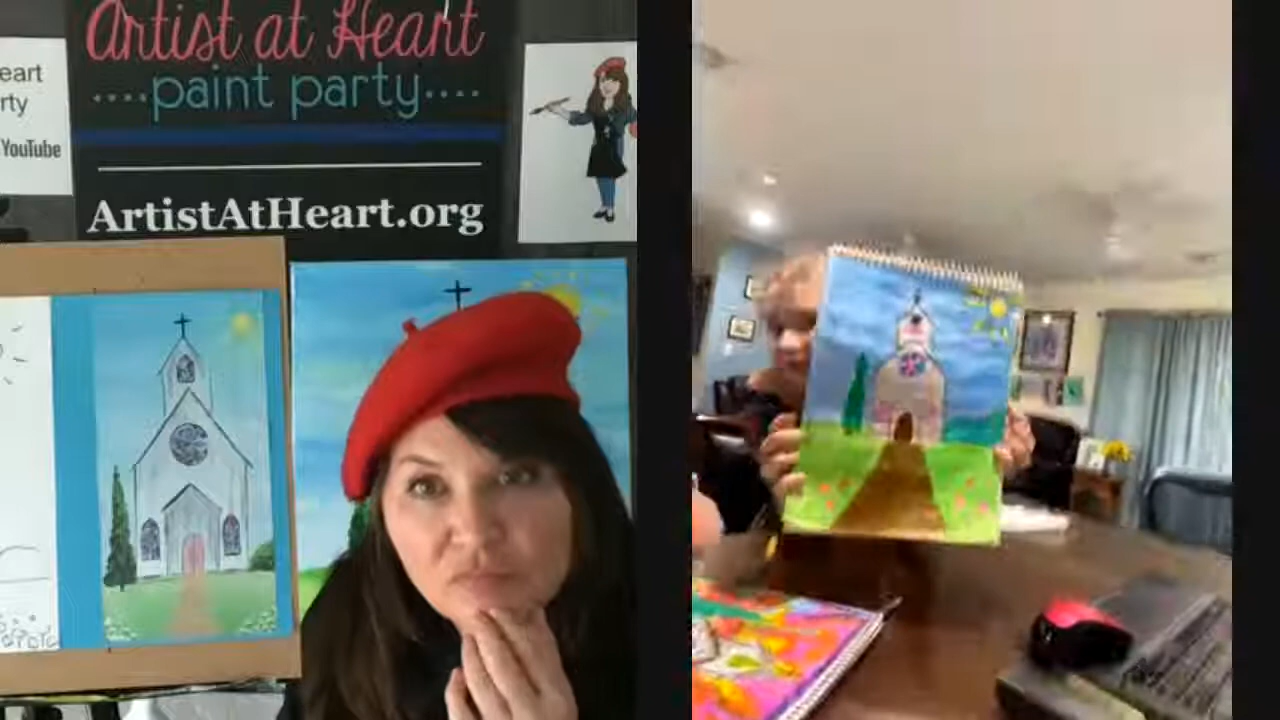 Artist at Heart
....paint party....
eart
rty
YouTube
ArtistAtHeart.org